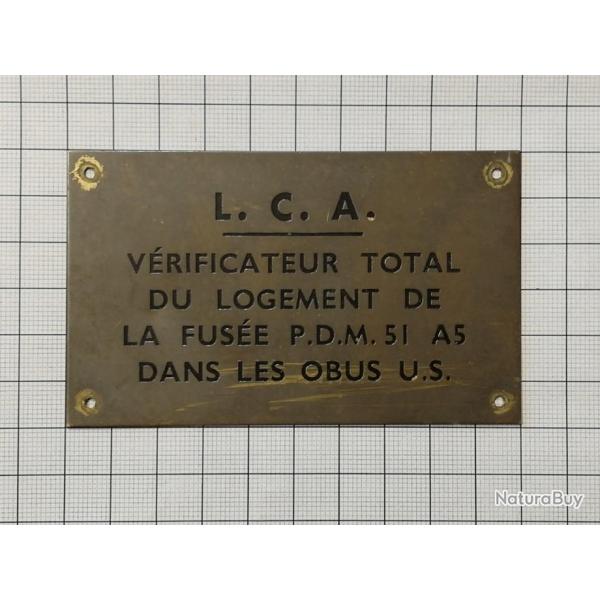 L. C. A.
VÉRIFICATEUR TOTAL
DU LOGEMENT DE
LA FUSÉE P.D.M. 51 A5
DANS LES OBUS U.S.
NaturaBuy